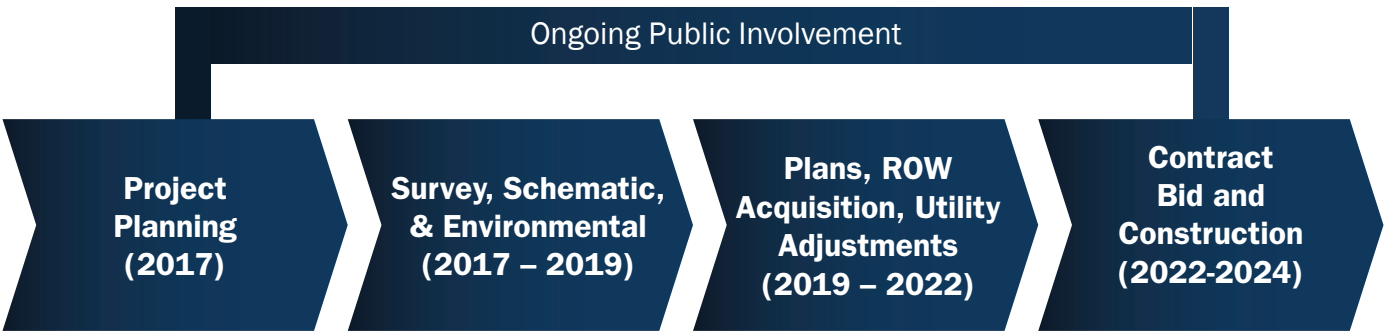 Ongoing Public Involvement
Project
Planning
(2017)
Survey, Schematic,
& Environmental
(2017 – 2019)
Plans, ROW
Acquisition, Utility
Adjustments
(2019 – 2022)
Contract
Bid and
Construction
(2022-2024)